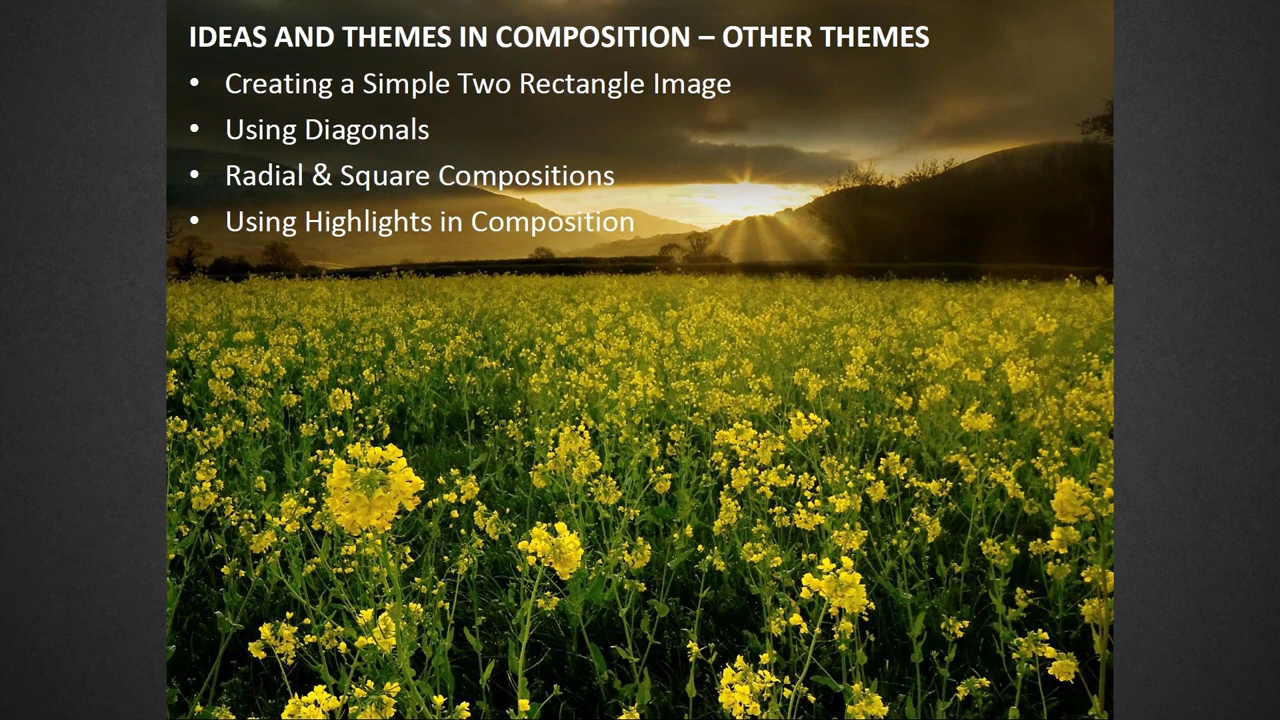 IDEAS AND THEMES IN COMPOSITION – OTHER THEMES
• Creating a Simple Two Rectangle Image
• Using Diagonals
• Radial & Square Compositions
• Using Highlights in Composition